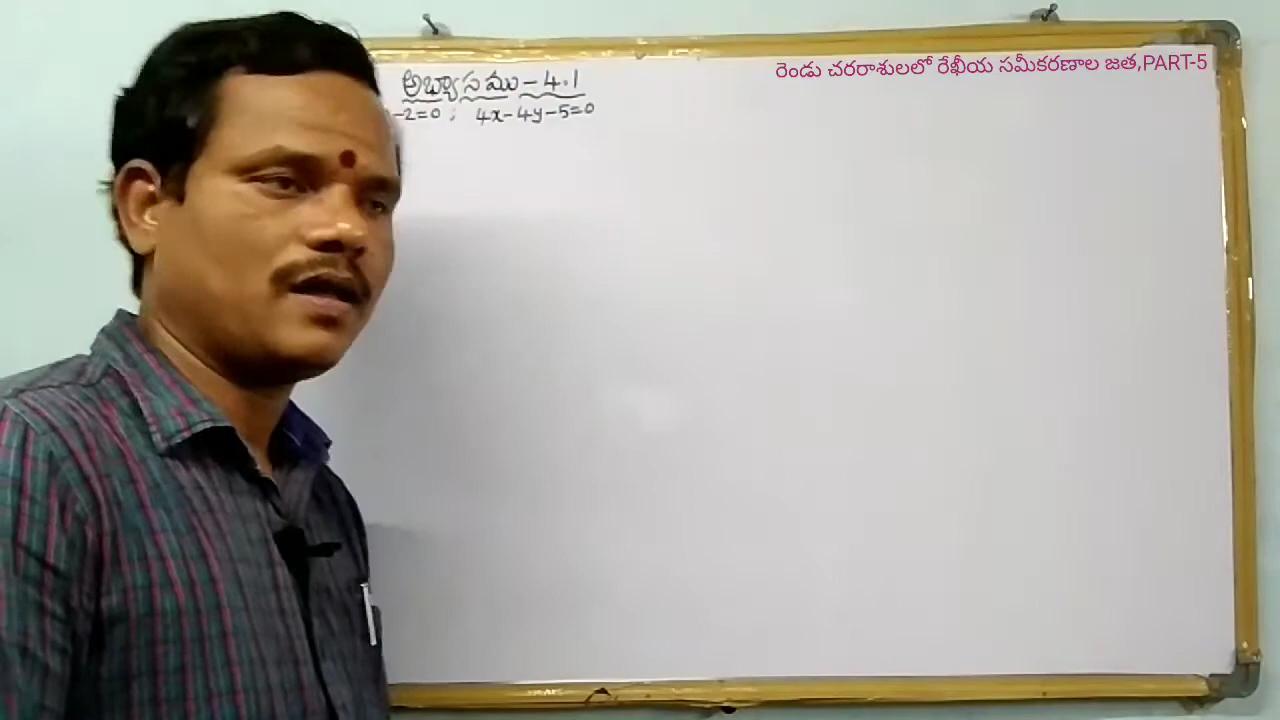 రెండు చరరాశులలో రేఖీయ సమీకరణాల జత,PART-5
అభ్యాసము - 4.1
-2=0 ; 4x-4y-5=0